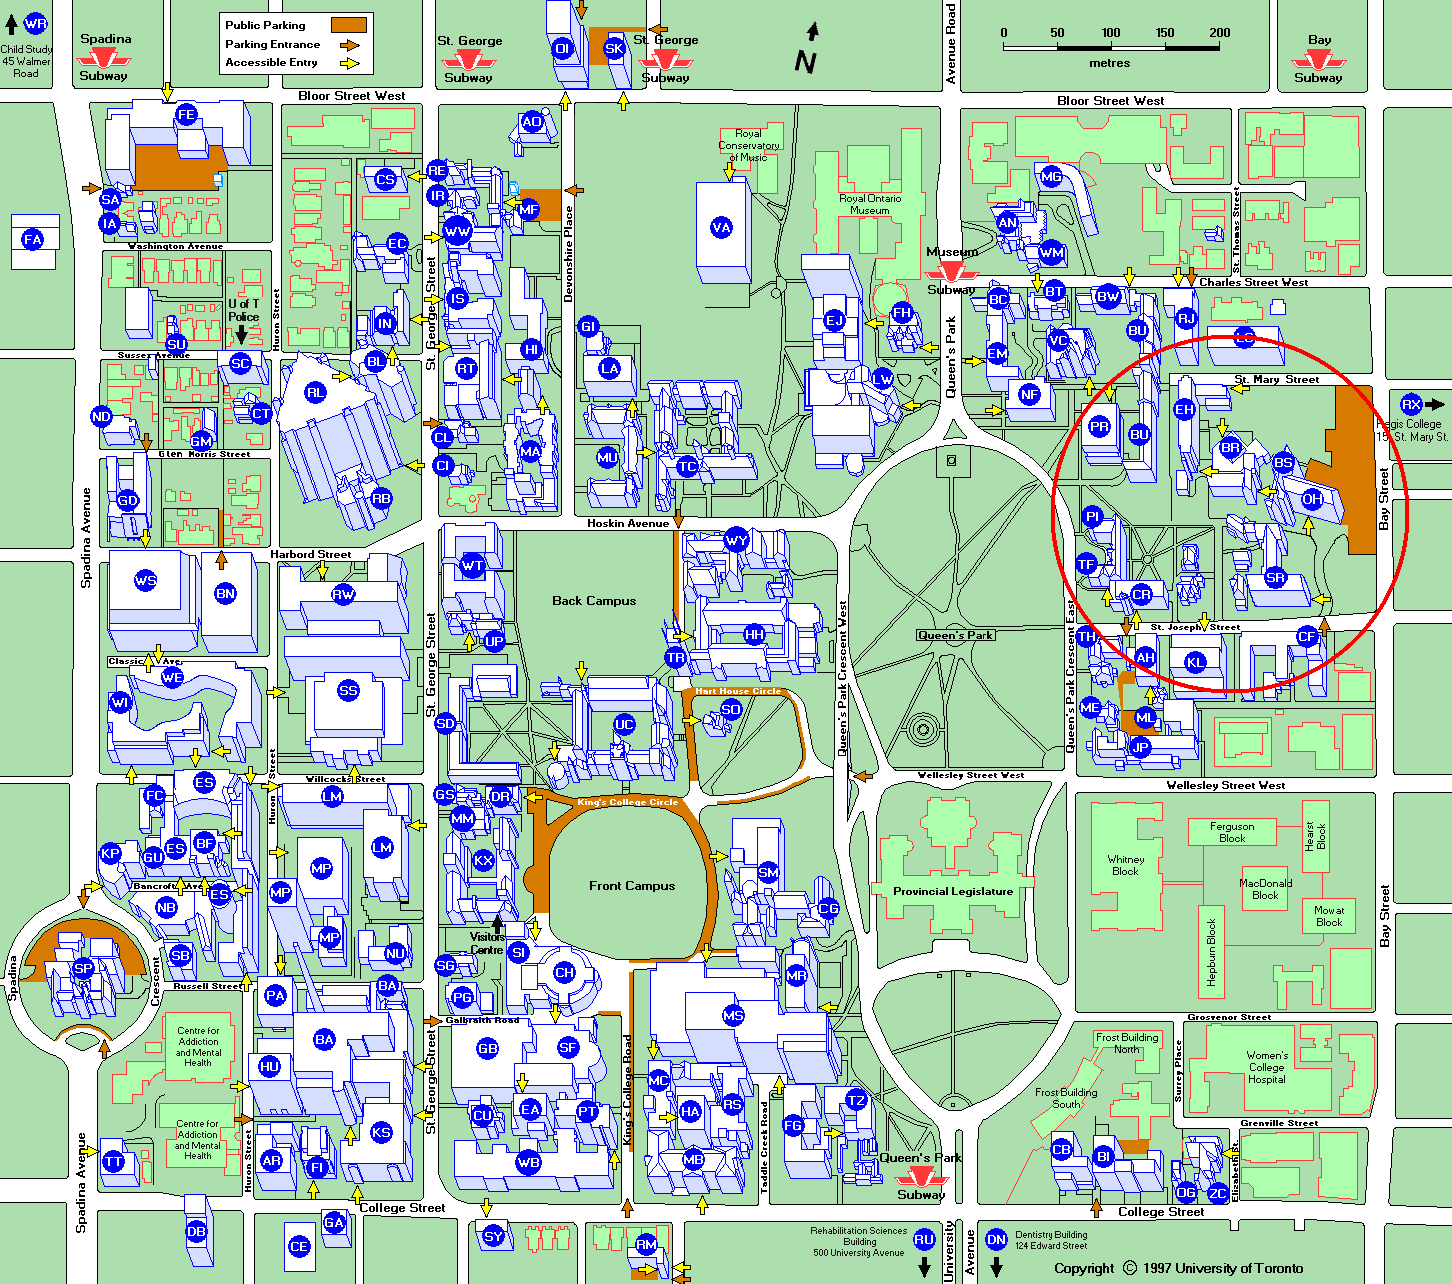 WR
Child Study
45 Walmer
Road
Spadina
Subway
Public Parking
Parking Entrance
Accessible Entry
St. George
Subway
OI
SK
St. George
Subway
N
Avenue Road
0 50 100 150 200
metres
Bay
Subway
Bloor Street West
Bloor Street West
FE
AO
CS
RE
IR
MF
WW
EC
IS
IN
SA
IA
FA
Washington Avenue
Huron Street
St. George Street
Devonshire Place
Royal
Conservatory
of Music
VA
Royal Ontario
Museum
Museum
Subway
MG
AN
WM
St. Thomas Street
Charles Street West
U of T
Police
SU
Sussex Avenue
SC
BL
RL
CT
ND
GM
Glen Morris Street
GD
RB
RT
HI
GI
LA
CL
CI
MA
MU
TC
EJ
FH
LW
Queen's Park
BC
BT
BW
BU
RJ
EM
VC
NF
St. Mary Street
PR
BU
EH
BR
BS
OH
RX
Regis College
15 St. Mary St.
Bay Street
Spadina Avenue
Hoskin Avenue
Harbord Street
WS
BN
RW
WT
UP
Back Campus
WY
HH
TR
Queen's Park
Queen's Park Crescent West
Queen's Park Crescent East
PI
TF
CR
SR
St. Joseph Street
TH
AH
KL
CF
ME
ML
JP
Classic Ave.
WE
WI
SS
St. George Street
SD
UC
Hart House Circle
SO
Huron Street
Willcocks Street
Wellesley Street West
Wellesley Street West
ES
FC
LM
GS
DR
MM
King's College Circle
KP
GU
ES
BF
LM
KX
MP
Front Campus
SM
CG
Bancroft Ave.
ES
NB
MP
MP
SB
NU
Visitors
Centre
SI
CH
SG
PG
SP
Spadina
Crescent
Russell Street
PA
BA
Provincial Legislature
Whitney
Block
Ferguson
Block
Hearst
Block
MacDonald
Block
Mowat
Block
Hepburn Block
Bay Street
Grosvenor Street
MR
MS
Galbraith Road
GB
SF
BA
HU
Centre for
Addiction
and Mental
Health
Centre for
Addiction
and Mental
Health
St. George Street
King's College Road
CU
EA
PT
WB
MC
HA
RS
MB
Taddle Creek Road
FG
TZ
Frost Building
North
Frost Building
South
Surrey Place
Women's
College
Hospital
Grenville Street
Elizabeth St.
CB
BI
OG
ZC
Spadina Avenue
TT
Huron Street
AR
FI
KS
College Street
College Street
Queen's Park
Subway
DB
CE
GA
SY
RM
Rehabilitation Sciences
Building
500 University Avenue
RU
University
Avenue
DN
Dentistry Building
124 Edward Street
Copyright © 1997 University of Toronto